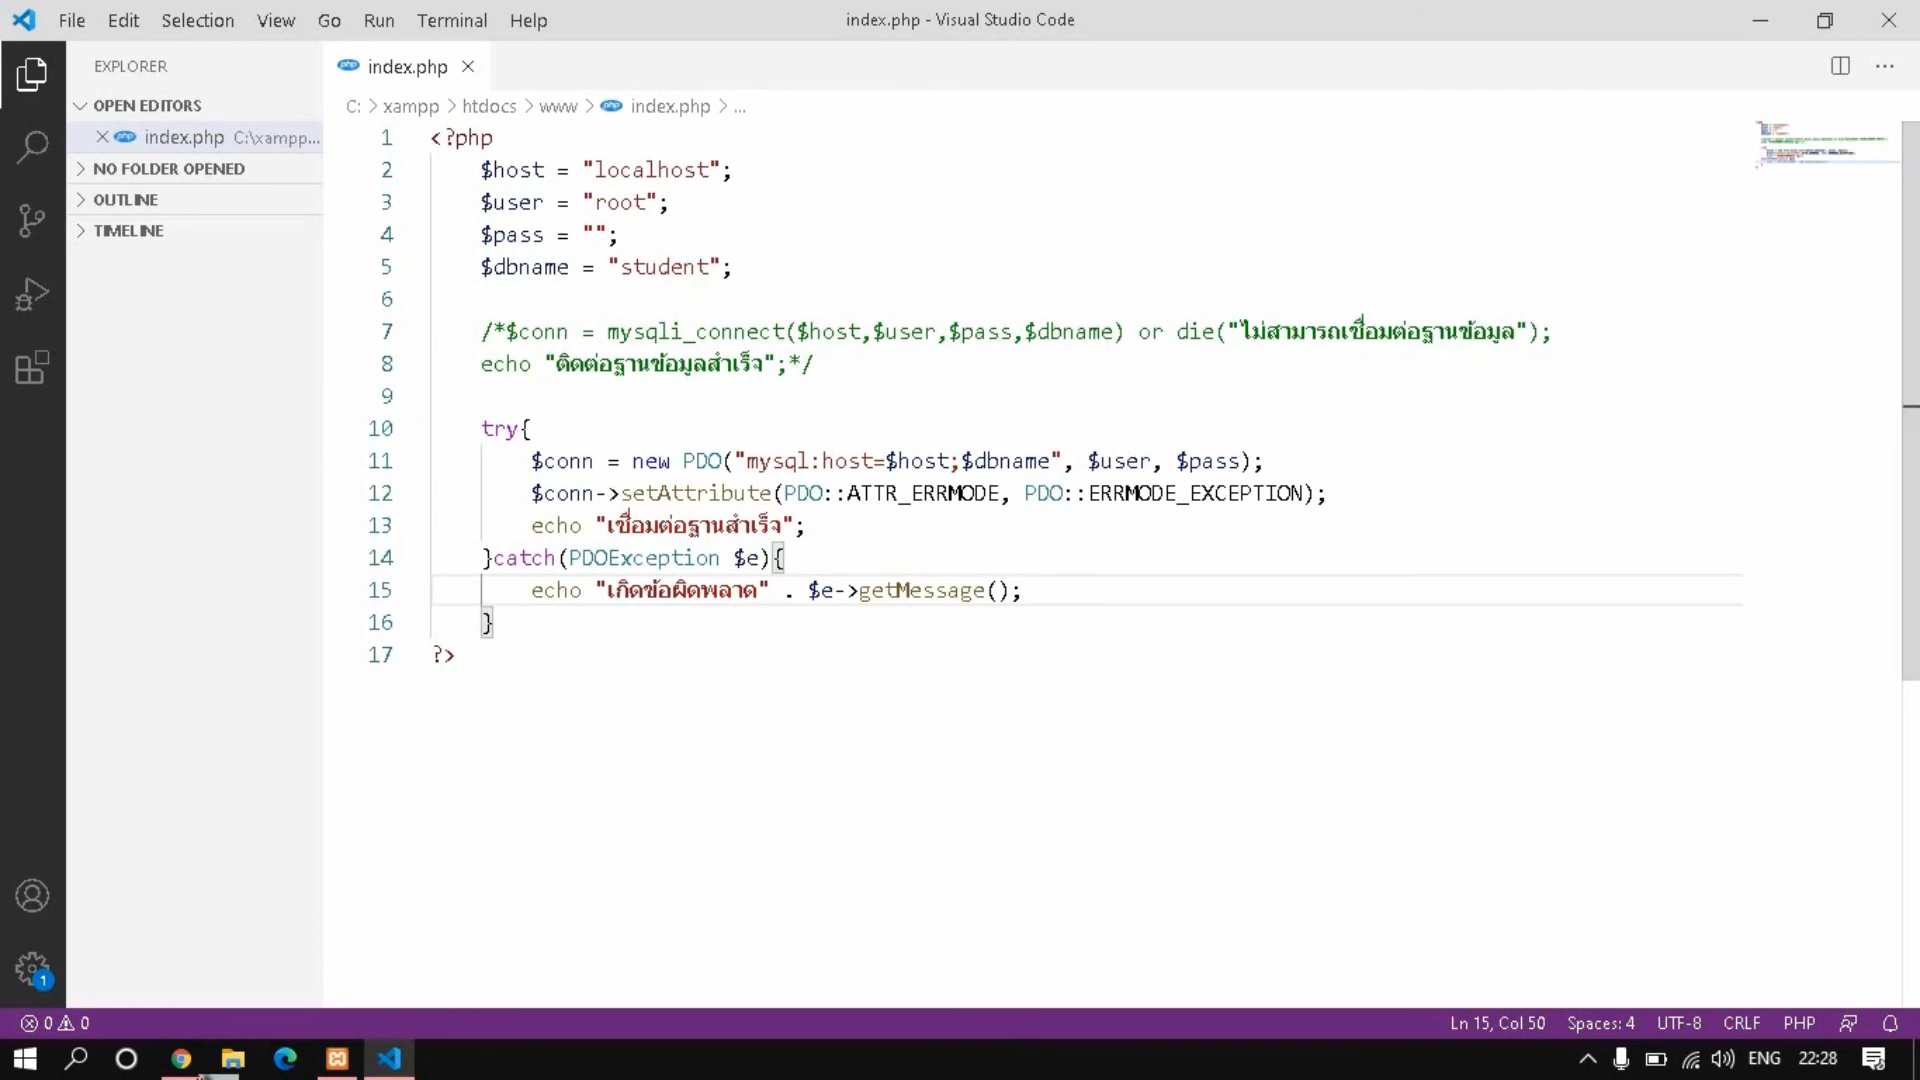 File Edit Selection View Go Run Terminal Help
index.php - Visual Studio Code
EXPLORER
OPEN EDITORS
index.php C:\xampp...
NO FOLDER OPENED
OUTLINE
TIMELINE
index.php
C: > xampp > htdocs > www > index.php > ...
1 <?php
2 $host = "localhost";
3 $user = "root";
4 $pass = "";
5 $dbname = "student";
6
7 /*$conn = mysqli_connect($host,$user,$pass,$dbname) or die("ไม่สามารถเชื่อมต่อฐานข้อมูล");
8 echo "ติดต่อฐานข้อมูลสำเร็จ";*/
9
10 try{
11 $conn = new PDO("mysql:host=$host;$dbname", $user, $pass);
12 $conn->setAttribute(PDO::ATTR_ERRMODE, PDO::ERRMODE_EXCEPTION);
13 echo "เชื่อมต่อฐานสำเร็จ";
14 }catch(PDOException $e){
15 echo "เกิดข้อผิดพลาด" . $e->getMessage();
16 }
17 ?>
1
0 0
Ln 15, Col 50 Spaces: 4 UTF-8 CRLF PHP
ENG 22:28